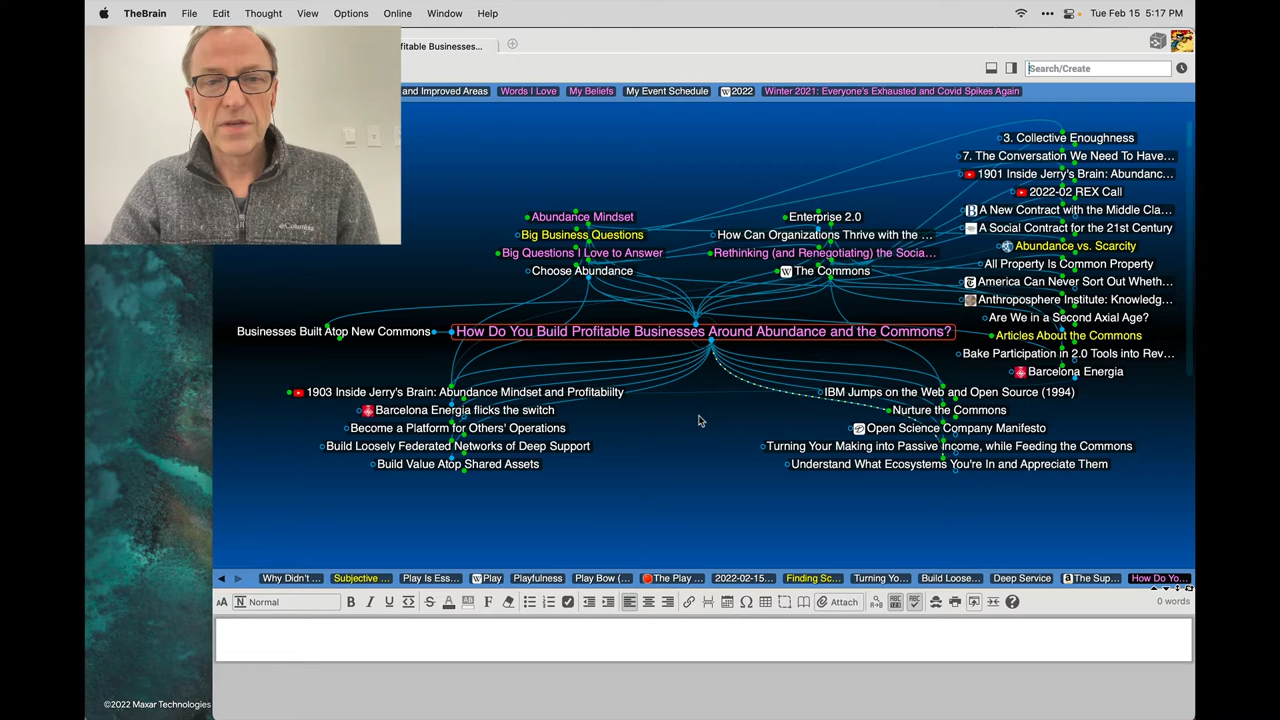 TheBrain File Edit Thought View Options Online Window Help
Tue Feb 15 5:17 PM
fitable Businesses...
Search/Create
and Improved Areas Words I Love My Beliefs My Event Schedule 2022 Winter 2021: Everyone's Exhausted and Covid Spikes Again
3. Collective Enoughness
7. The Conversation We Need To Have...
1901 Inside Jerry's Brain: Abundanc...
2022-02 REX Call
A New Contract with the Middle Cla...
A Social Contract for the 21st Century
Abundance vs. Scarcity
All Property Is Common Property
America Can Never Sort Out Wheth...
Anthroposphere Institute: Knowledg...
Are We in a Second Axial Age?
Articles About the Commons
Bake Participation in 2.0 Tools into Rev...
Barcelona Energia
Abundance Mindset
Big Business Questions
Big Questions I Love to Answer
Choose Abundance
Enterprise 2.0
How Can Organizations Thrive with the ...
Rethinking (and Renegotiating) the Socia...
W The Commons
Businesses Built Atop New Commons
How Do You Build Profitable Businesses Around Abundance and the Commons?
1903 Inside Jerry's Brain: Abundance Mindset and Profitabiilty
Barcelona Energia flicks the switch
Become a Platform for Others' Operations
Build Loosely Federated Networks of Deep Support
Build Value Atop Shared Assets
IBM Jumps on the Web and Open Source (1994)
Nurture the Commons
Open Science Company Manifesto
Turning Your Making into Passive Income, while Feeding the Commons
Understand What Ecosystems You're In and Appreciate Them
Why Didn't ... Subjective ... Play Is Ess... W Play Playfulness Play Bow (... The Play ... 2022-02-15... Finding Sc... Turning Yo... Build Loose... Deep Service a The Sup... How Do Yo...
Normal B I U S A F Attach 0 words
©2022 Maxar Technologies